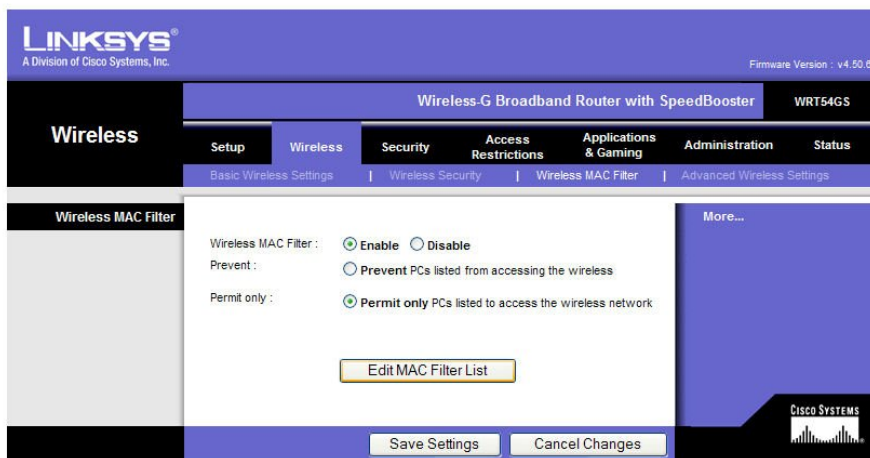 LINKSYS®
A Division of Cisco Systems, Inc.
Firmware Version : v4.50.6
Wireless-G Broadband Router with SpeedBooster WRT54GS
Wireless
Setup Wireless Security Access Restrictions Applications & Gaming Administration Status
Basic Wireless Settings | Wireless Security | Wireless MAC Filter | Advanced Wireless Settings
Wireless MAC Filter
More...
Wireless MAC Filter : Enable Disable
Prevent : Prevent PCs listed from accessing the wireless
Permit only : Permit only PCs listed to access the wireless network
Edit MAC Filter List
CISCO SYSTEMS
Save Settings Cancel Changes